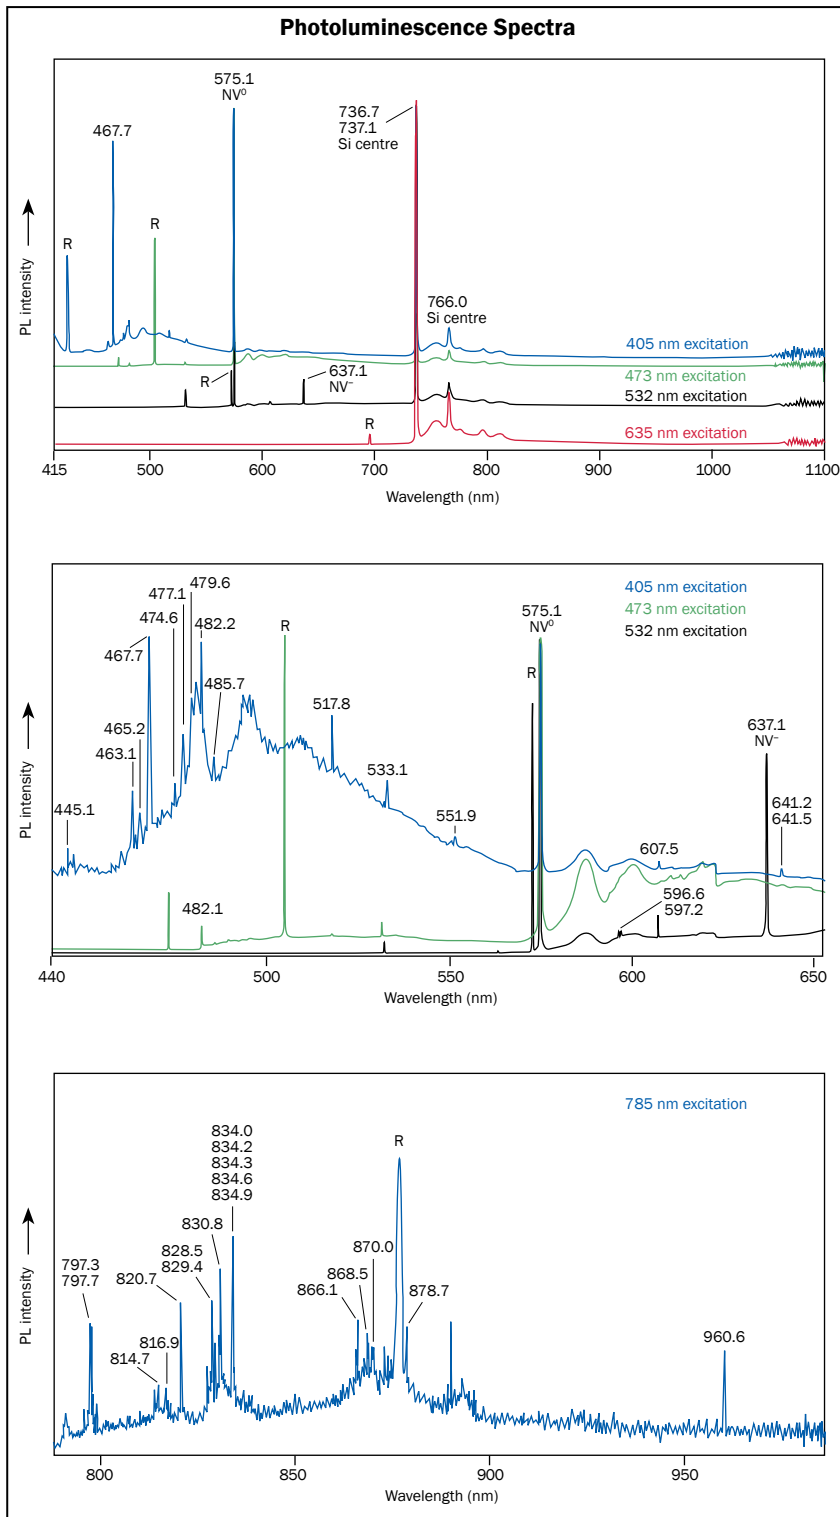 Photoluminescence Spectra
575.1
NV⁰
736.7
737.1
Si centre
467.7
R
R
766.0
Si centre
405 nm excitation
473 nm excitation
637.1
NV⁻
R
532 nm excitation
R
635 nm excitation
PL intensity
415
500
600
700
800
900
1000
1100
Wavelength (nm)
479.6
477.1
474.6
482.2
467.7
485.7
465.2
463.1
445.1
R
517.8
533.1
551.9
575.1
NV⁰
R
405 nm excitation
473 nm excitation
532 nm excitation
637.1
NV⁻
641.2
641.5
607.5
596.6
597.2
482.1
PL intensity
440
500
550
600
650
Wavelength (nm)
785 nm excitation
834.0
834.2
834.3
834.6
834.9
R
830.8
828.5
829.4
820.7
797.3
797.7
816.9
814.7
870.0
868.5
866.1
878.7
960.6
PL intensity
800
850
900
950
Wavelength (nm)